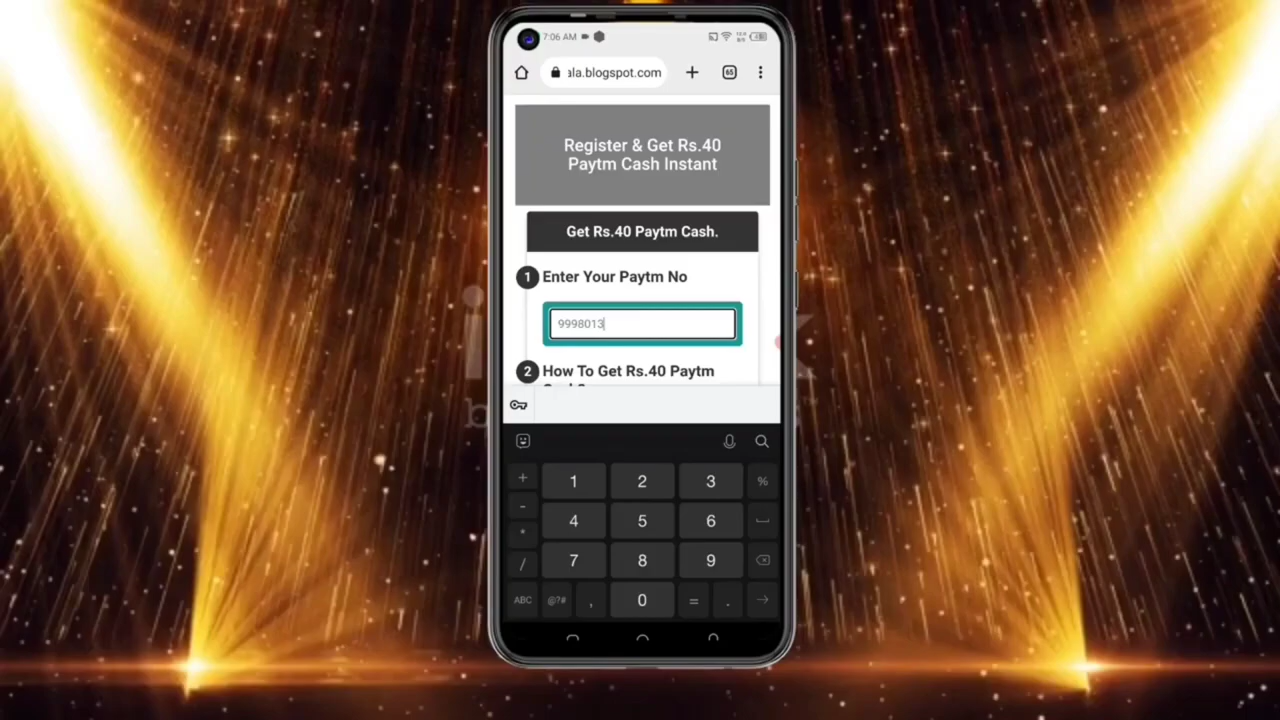 7:06 AM
ala.blogspot.com
65
Register & Get Rs.40
Paytm Cash Instant
Get Rs.40 Paytm Cash.
1 Enter Your Paytm No
9998013
2 How To Get Rs.40 Paytm
+ 1 2 3 %
-
4 5 6
*
/ 7 8 9
ABC @?# , 0 = . →